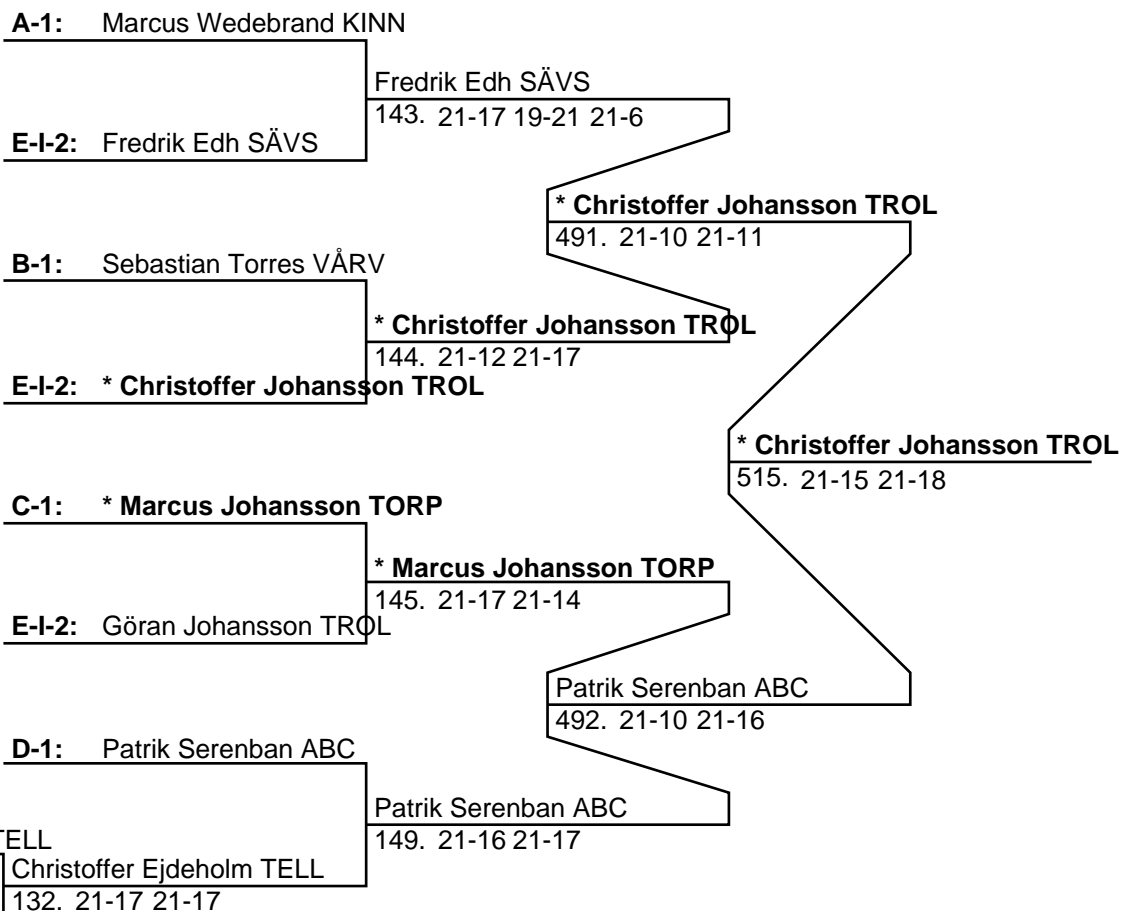 A-1: Marcus Wedebrand KINN
Fredrik Edh SÄVS
143. 21-17 19-21 21-6
E-I-2: Fredrik Edh SÄVS
* Christoffer Johansson TROL
491. 21-10 21-11
B-1: Sebastian Torres VÅRV
* Christoffer Johansson TROL
144. 21-12 21-17
E-I-2: * Christoffer Johansson TROL
* Christoffer Johansson TROL
515. 21-15 21-18
C-1: * Marcus Johansson TORP
* Marcus Johansson TORP
145. 21-17 21-14
E-I-2: Göran Johansson TROL
Patrik Serenban ABC
492. 21-10 21-16
D-1: Patrik Serenban ABC
Patrik Serenban ABC
149. 21-16 21-17
TELL
Christoffer Ejdeholm TELL
132. 21-17 21-17